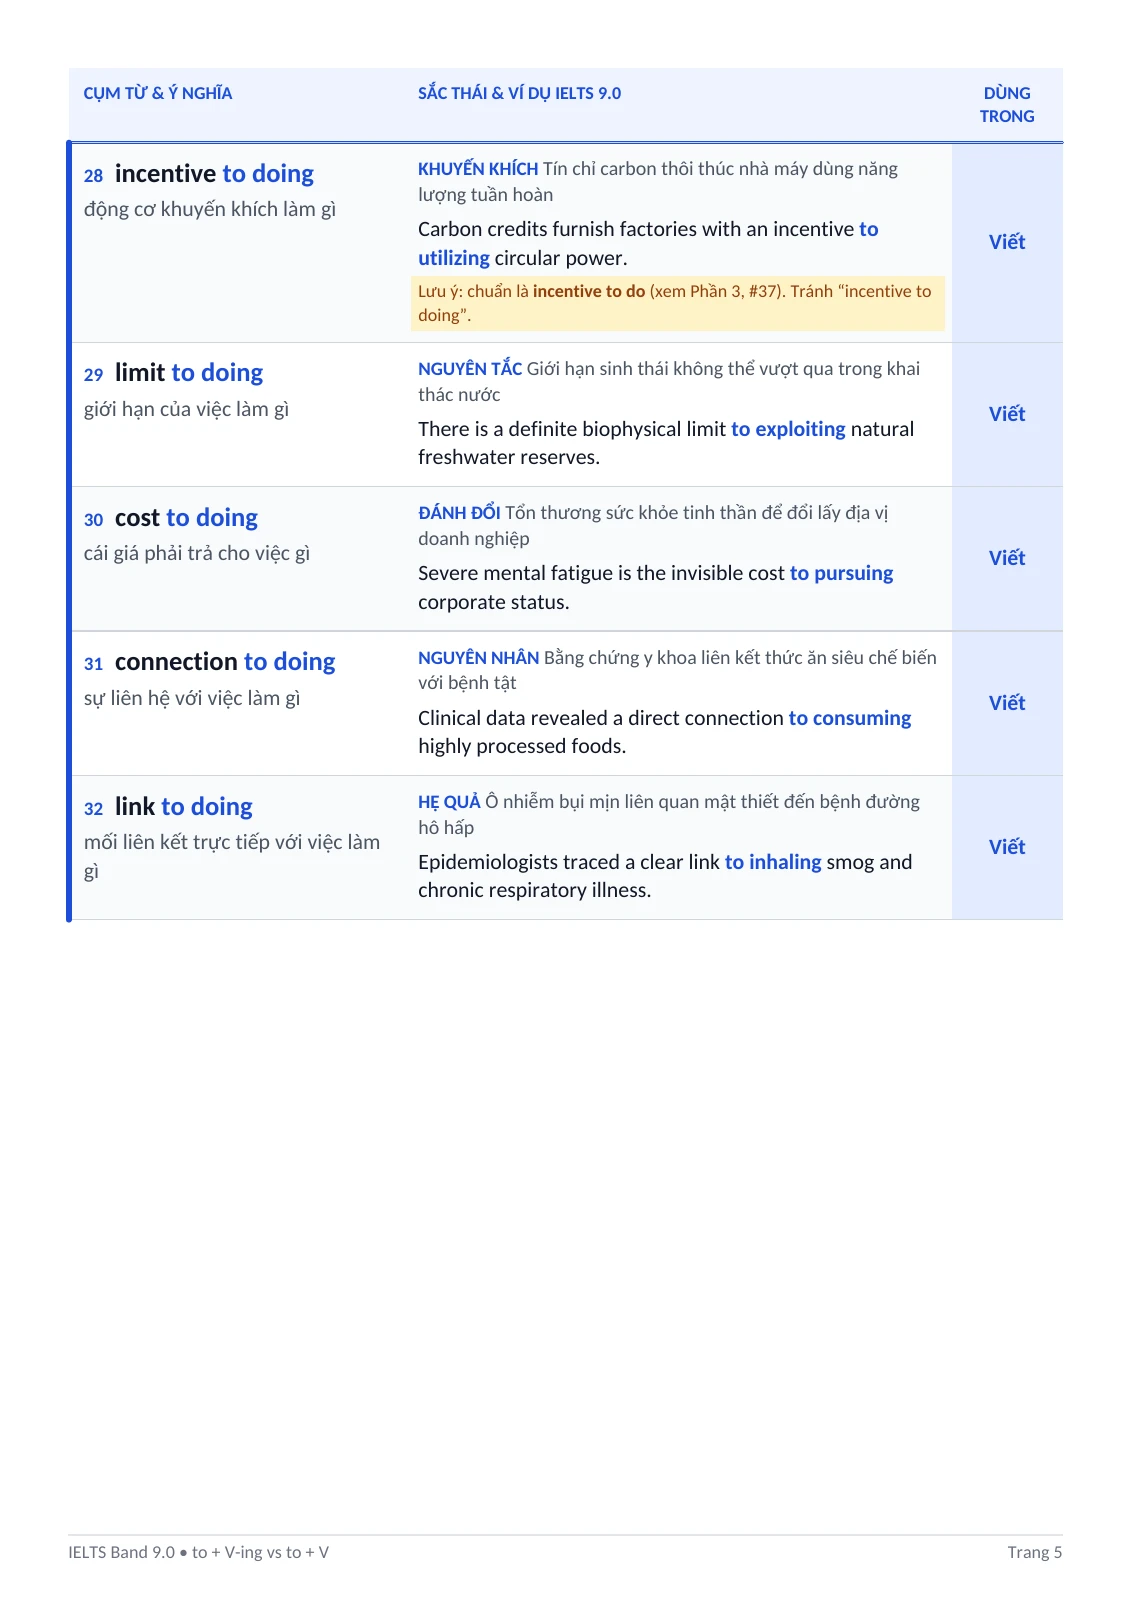 CỤM TỪ & Ý NGHĨA
SẮC THÁI & VÍ DỤ IELTS 9.0
DÙNG
TRONG
28 incentive to doing
động cơ khuyến khích làm gì
KHUYẾN KHÍCH Tín chỉ carbon thôi thúc nhà máy dùng năng
lượng tuần hoàn
Carbon credits furnish factories with an incentive to
utilizing circular power.
Lưu ý: chuẩn là incentive to do (xem Phần 3, #37). Tránh “incentive to
doing”.
Viết
29 limit to doing
giới hạn của việc làm gì
NGUYÊN TẮC Giới hạn sinh thái không thể vượt qua trong khai
thác nước
There is a definite biophysical limit to exploiting natural
freshwater reserves.
Viết
30 cost to doing
cái giá phải trả cho việc gì
ĐÁNH ĐỔI Tổn thương sức khỏe tinh thần để đổi lấy địa vị
doanh nghiệp
Severe mental fatigue is the invisible cost to pursuing
corporate status.
Viết
31 connection to doing
sự liên hệ với việc làm gì
NGUYÊN NHÂN Bằng chứng y khoa liên kết thức ăn siêu chế biến
với bệnh tật
Clinical data revealed a direct connection to consuming
highly processed foods.
Viết
32 link to doing
mối liên kết trực tiếp với việc làm
gì
HỆ QUẢ Ô nhiễm bụi mịn liên quan mật thiết đến bệnh đường
hô hấp
Epidemiologists traced a clear link to inhaling smog and
chronic respiratory illness.
Viết
IELTS Band 9.0 • to + V-ing vs to + V
Trang 5